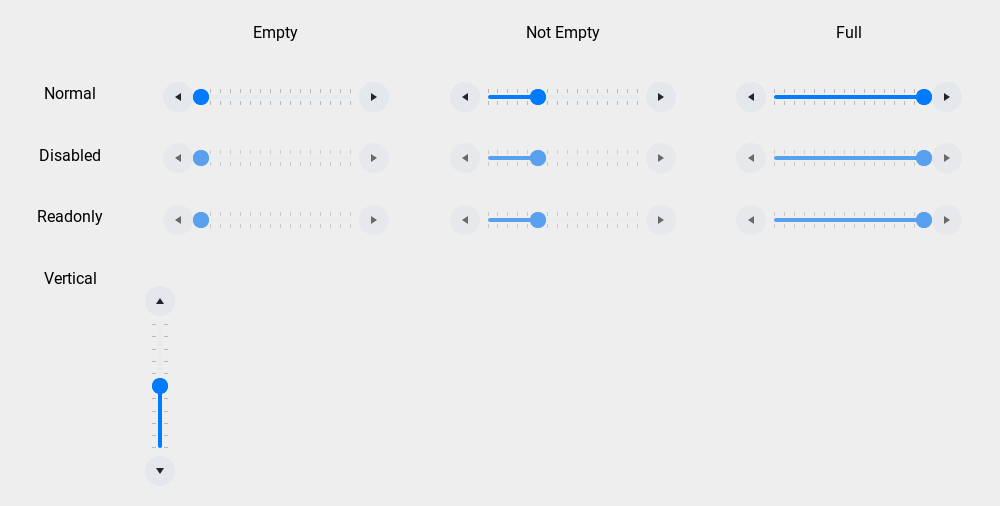 Empty
Not Empty
Full
Normal
Disabled
Readonly
Vertical